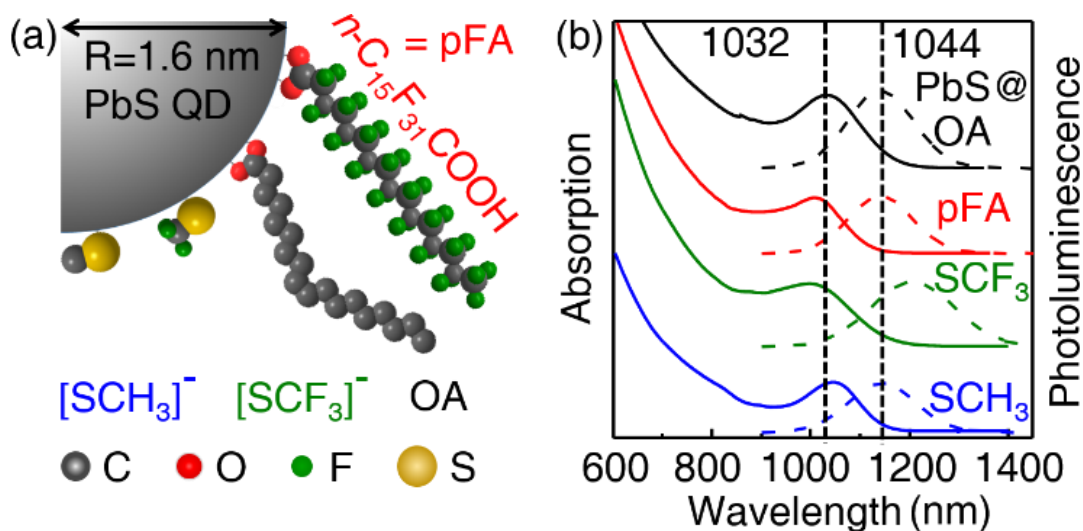 (a)
R=1.6 nm
PbS QD
n-C₁₅F₃₁COOH = pFA
[SCH₃]⁻ [SCF₃]⁻ OA
C O F S
(b)
1032 1044
PbS@
OA
pFA
SCF₃
SCH₃
Absorption
Photoluminescence
600 800 1000 1200 1400
Wavelength (nm)